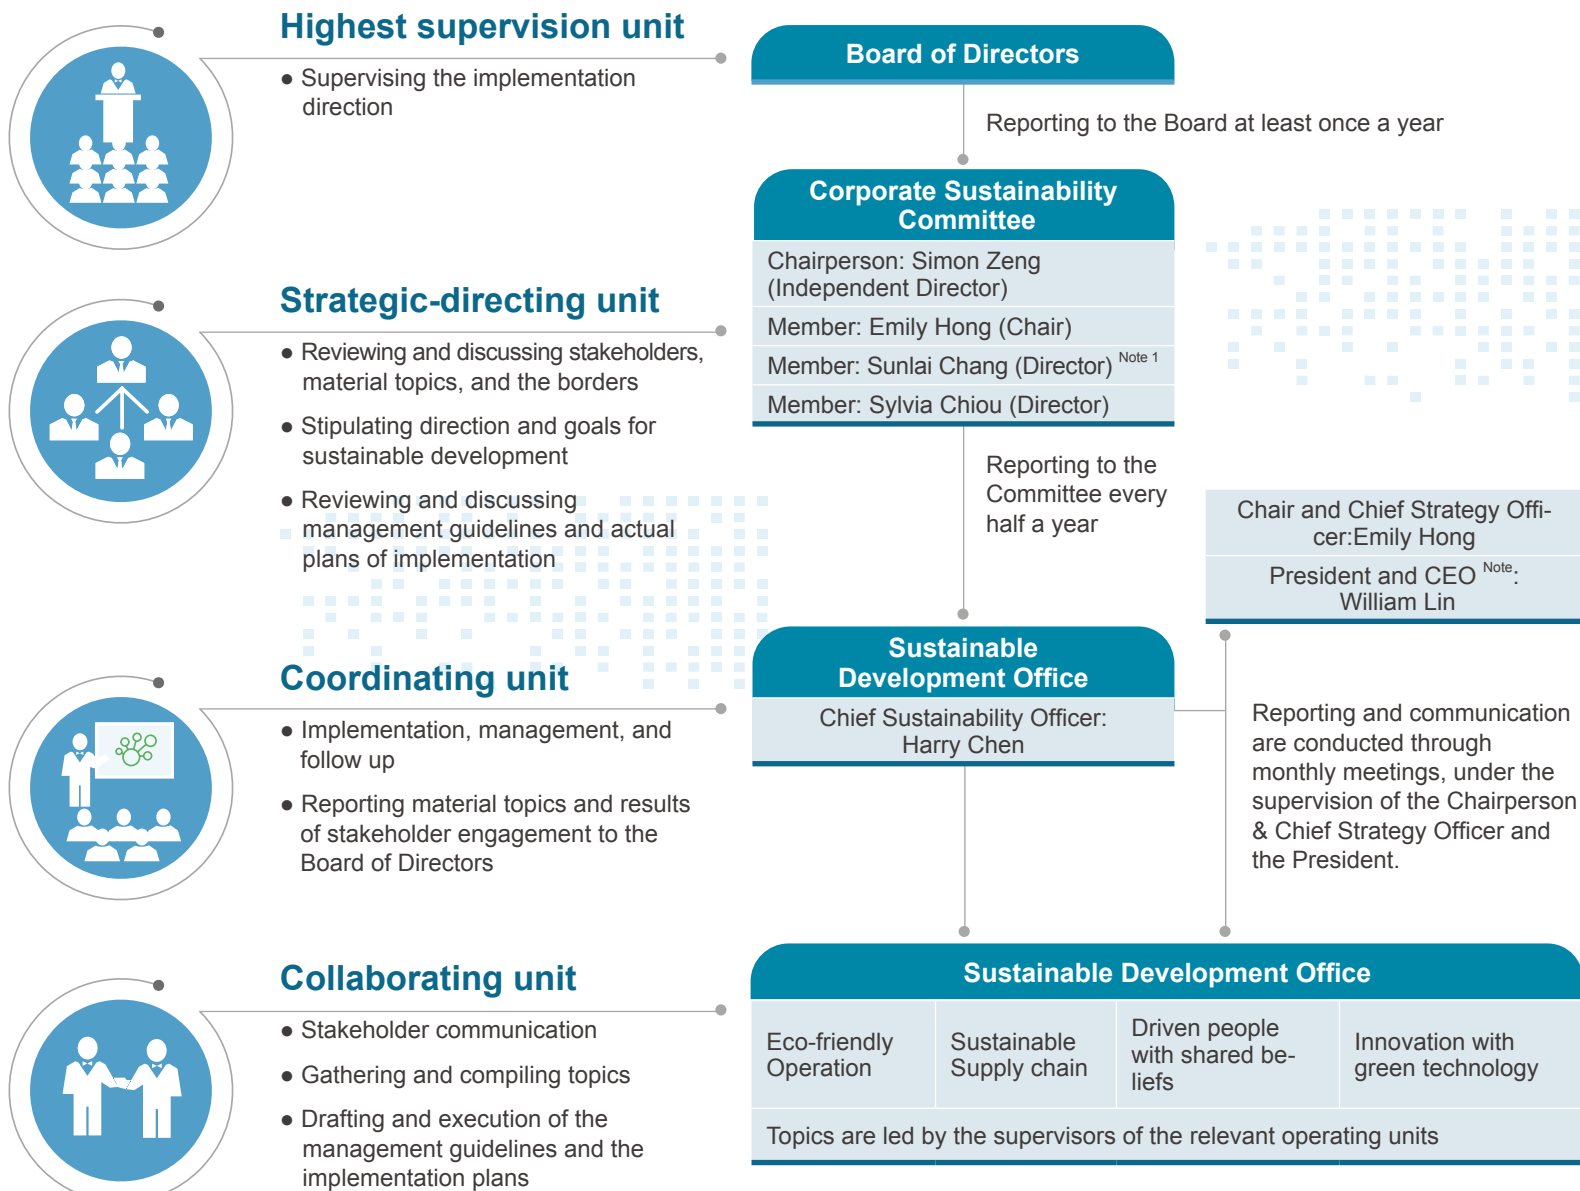 Highest supervision unit
● Supervising the implementation
direction
Board of Directors
Reporting to the Board at least once a year
Corporate Sustainability
Committee
Chairperson: Simon Zeng
(Independent Director)
Member: Emily Hong (Chair)
Member: Sunlai Chang (Director) Note 1
Member: Sylvia Chiou (Director)
Strategic-directing unit
● Reviewing and discussing stakeholders,
material topics, and the borders
● Stipulating direction and goals for
sustainable development
● Reviewing and discussing
management guidelines and actual
plans of implementation
Reporting to the
Committee every
half a year
Chair and Chief Strategy Offi-
cer:Emily Hong
President and CEO Note:
William Lin
Coordinating unit
● Implementation, management, and
follow up
● Reporting material topics and results
of stakeholder engagement to the
Board of Directors
Sustainable
Development Office
Chief Sustainability Officer:
Harry Chen
Reporting and communication
are conducted through
monthly meetings, under the
supervision of the Chairperson
& Chief Strategy Officer and
the President.
Collaborating unit
● Stakeholder communication
● Gathering and compiling topics
● Drafting and execution of the
management guidelines and the
implementation plans
Sustainable Development Office
Eco-friendly
Operation
Sustainable
Supply chain
Driven people
with shared be-
liefs
Innovation with
green technology
Topics are led by the supervisors of the relevant operating units